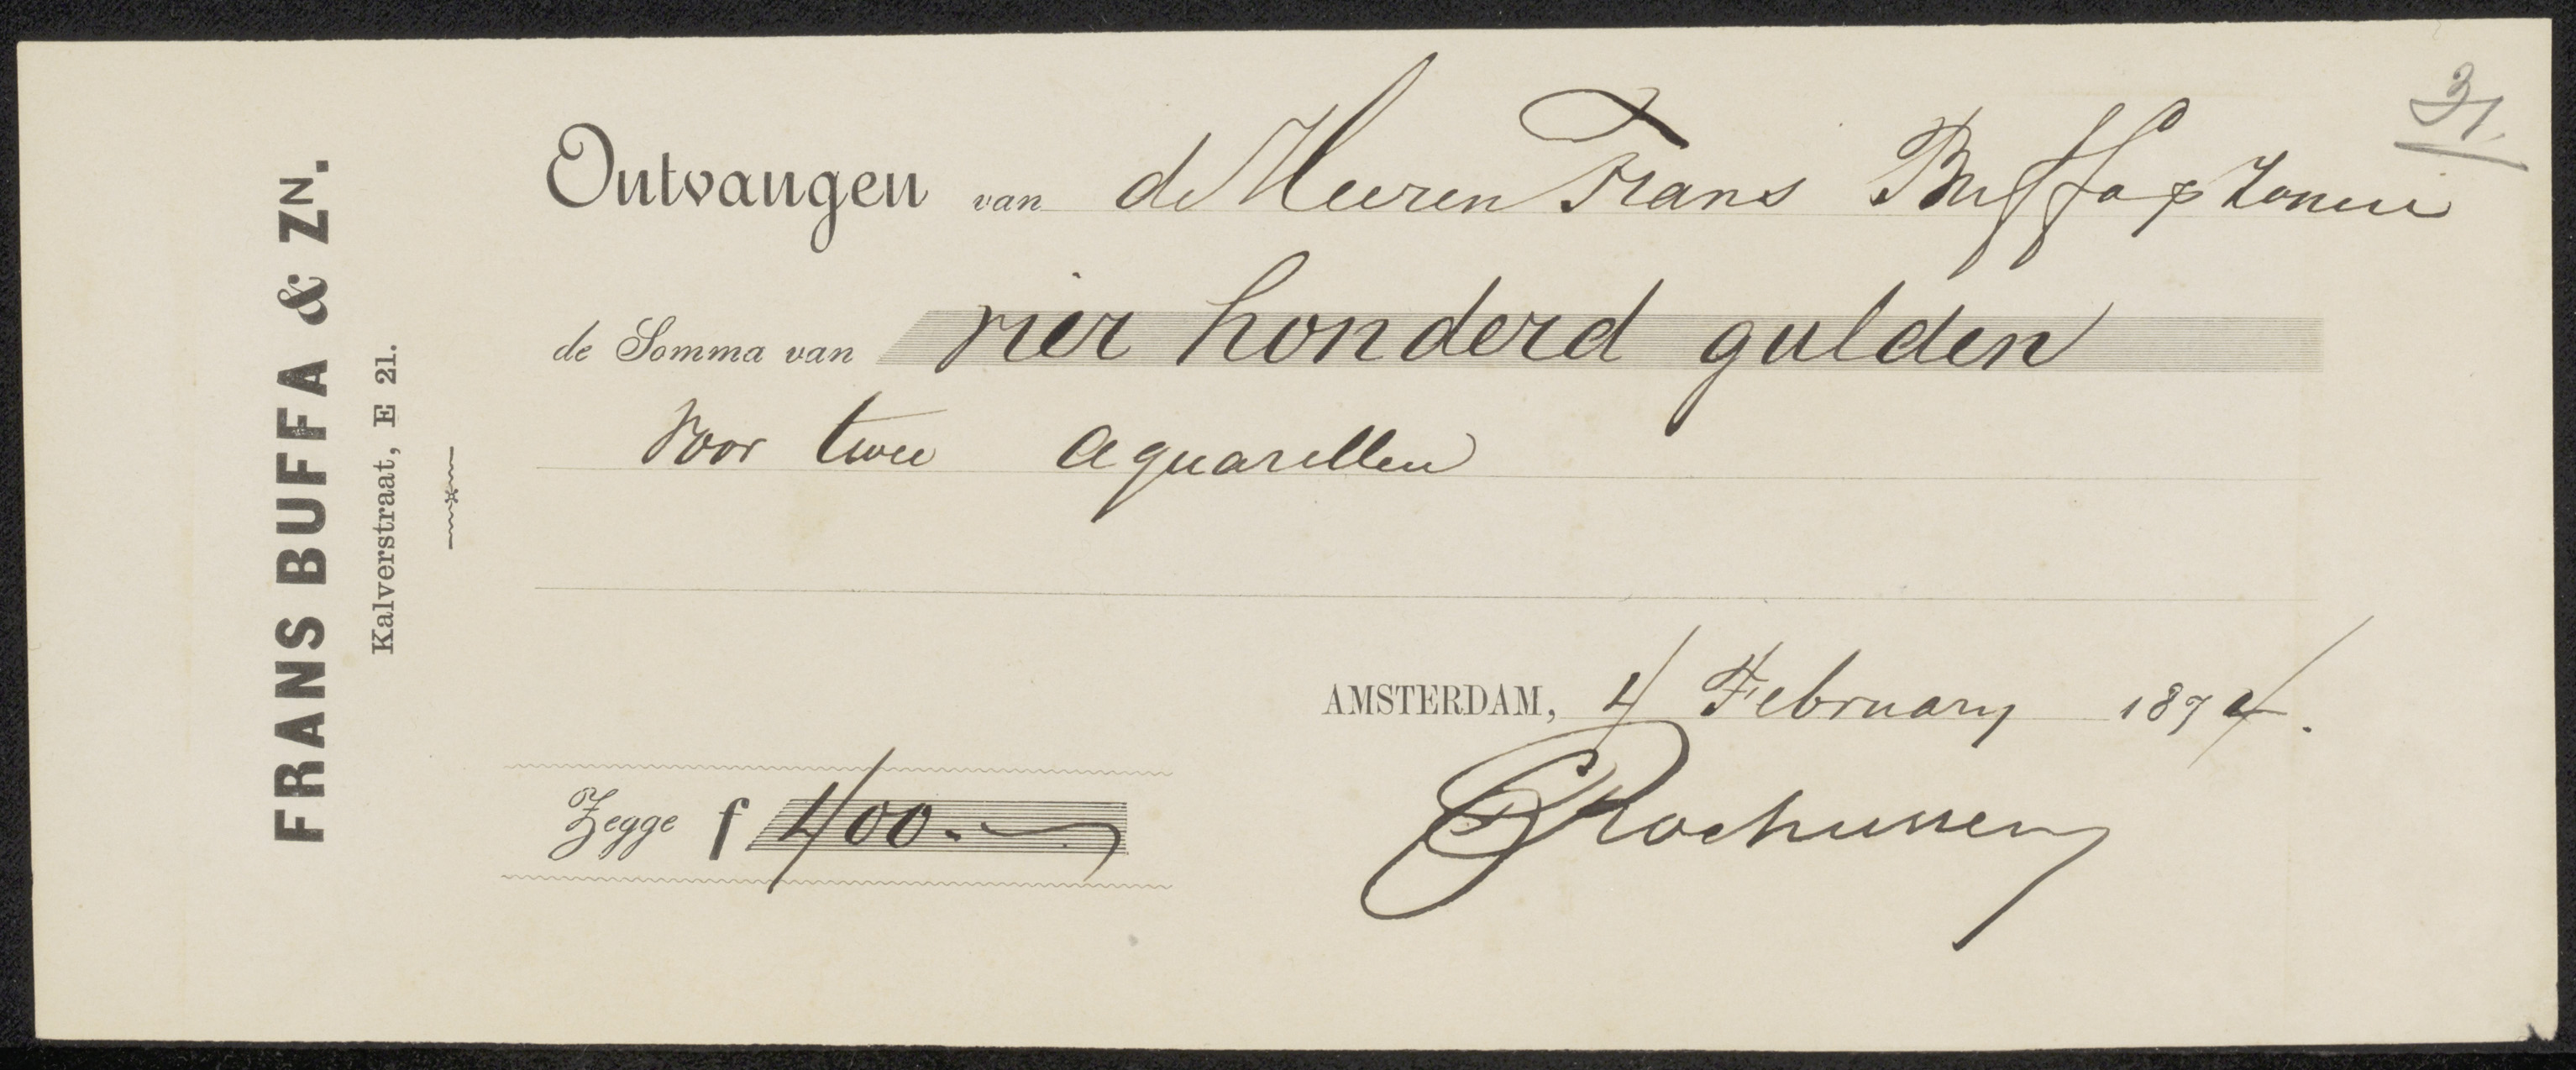 FRANS BUFFA & ZN.
Kalverstraat, E 21.
31
Ontvangen van de Heeren Frans Buffa & Zonen
de Somma van vier honderd gulden
voor twee aquarellen
AMSTERDAM, 4 February 1874.
Zegge f 400.-
CRochussen